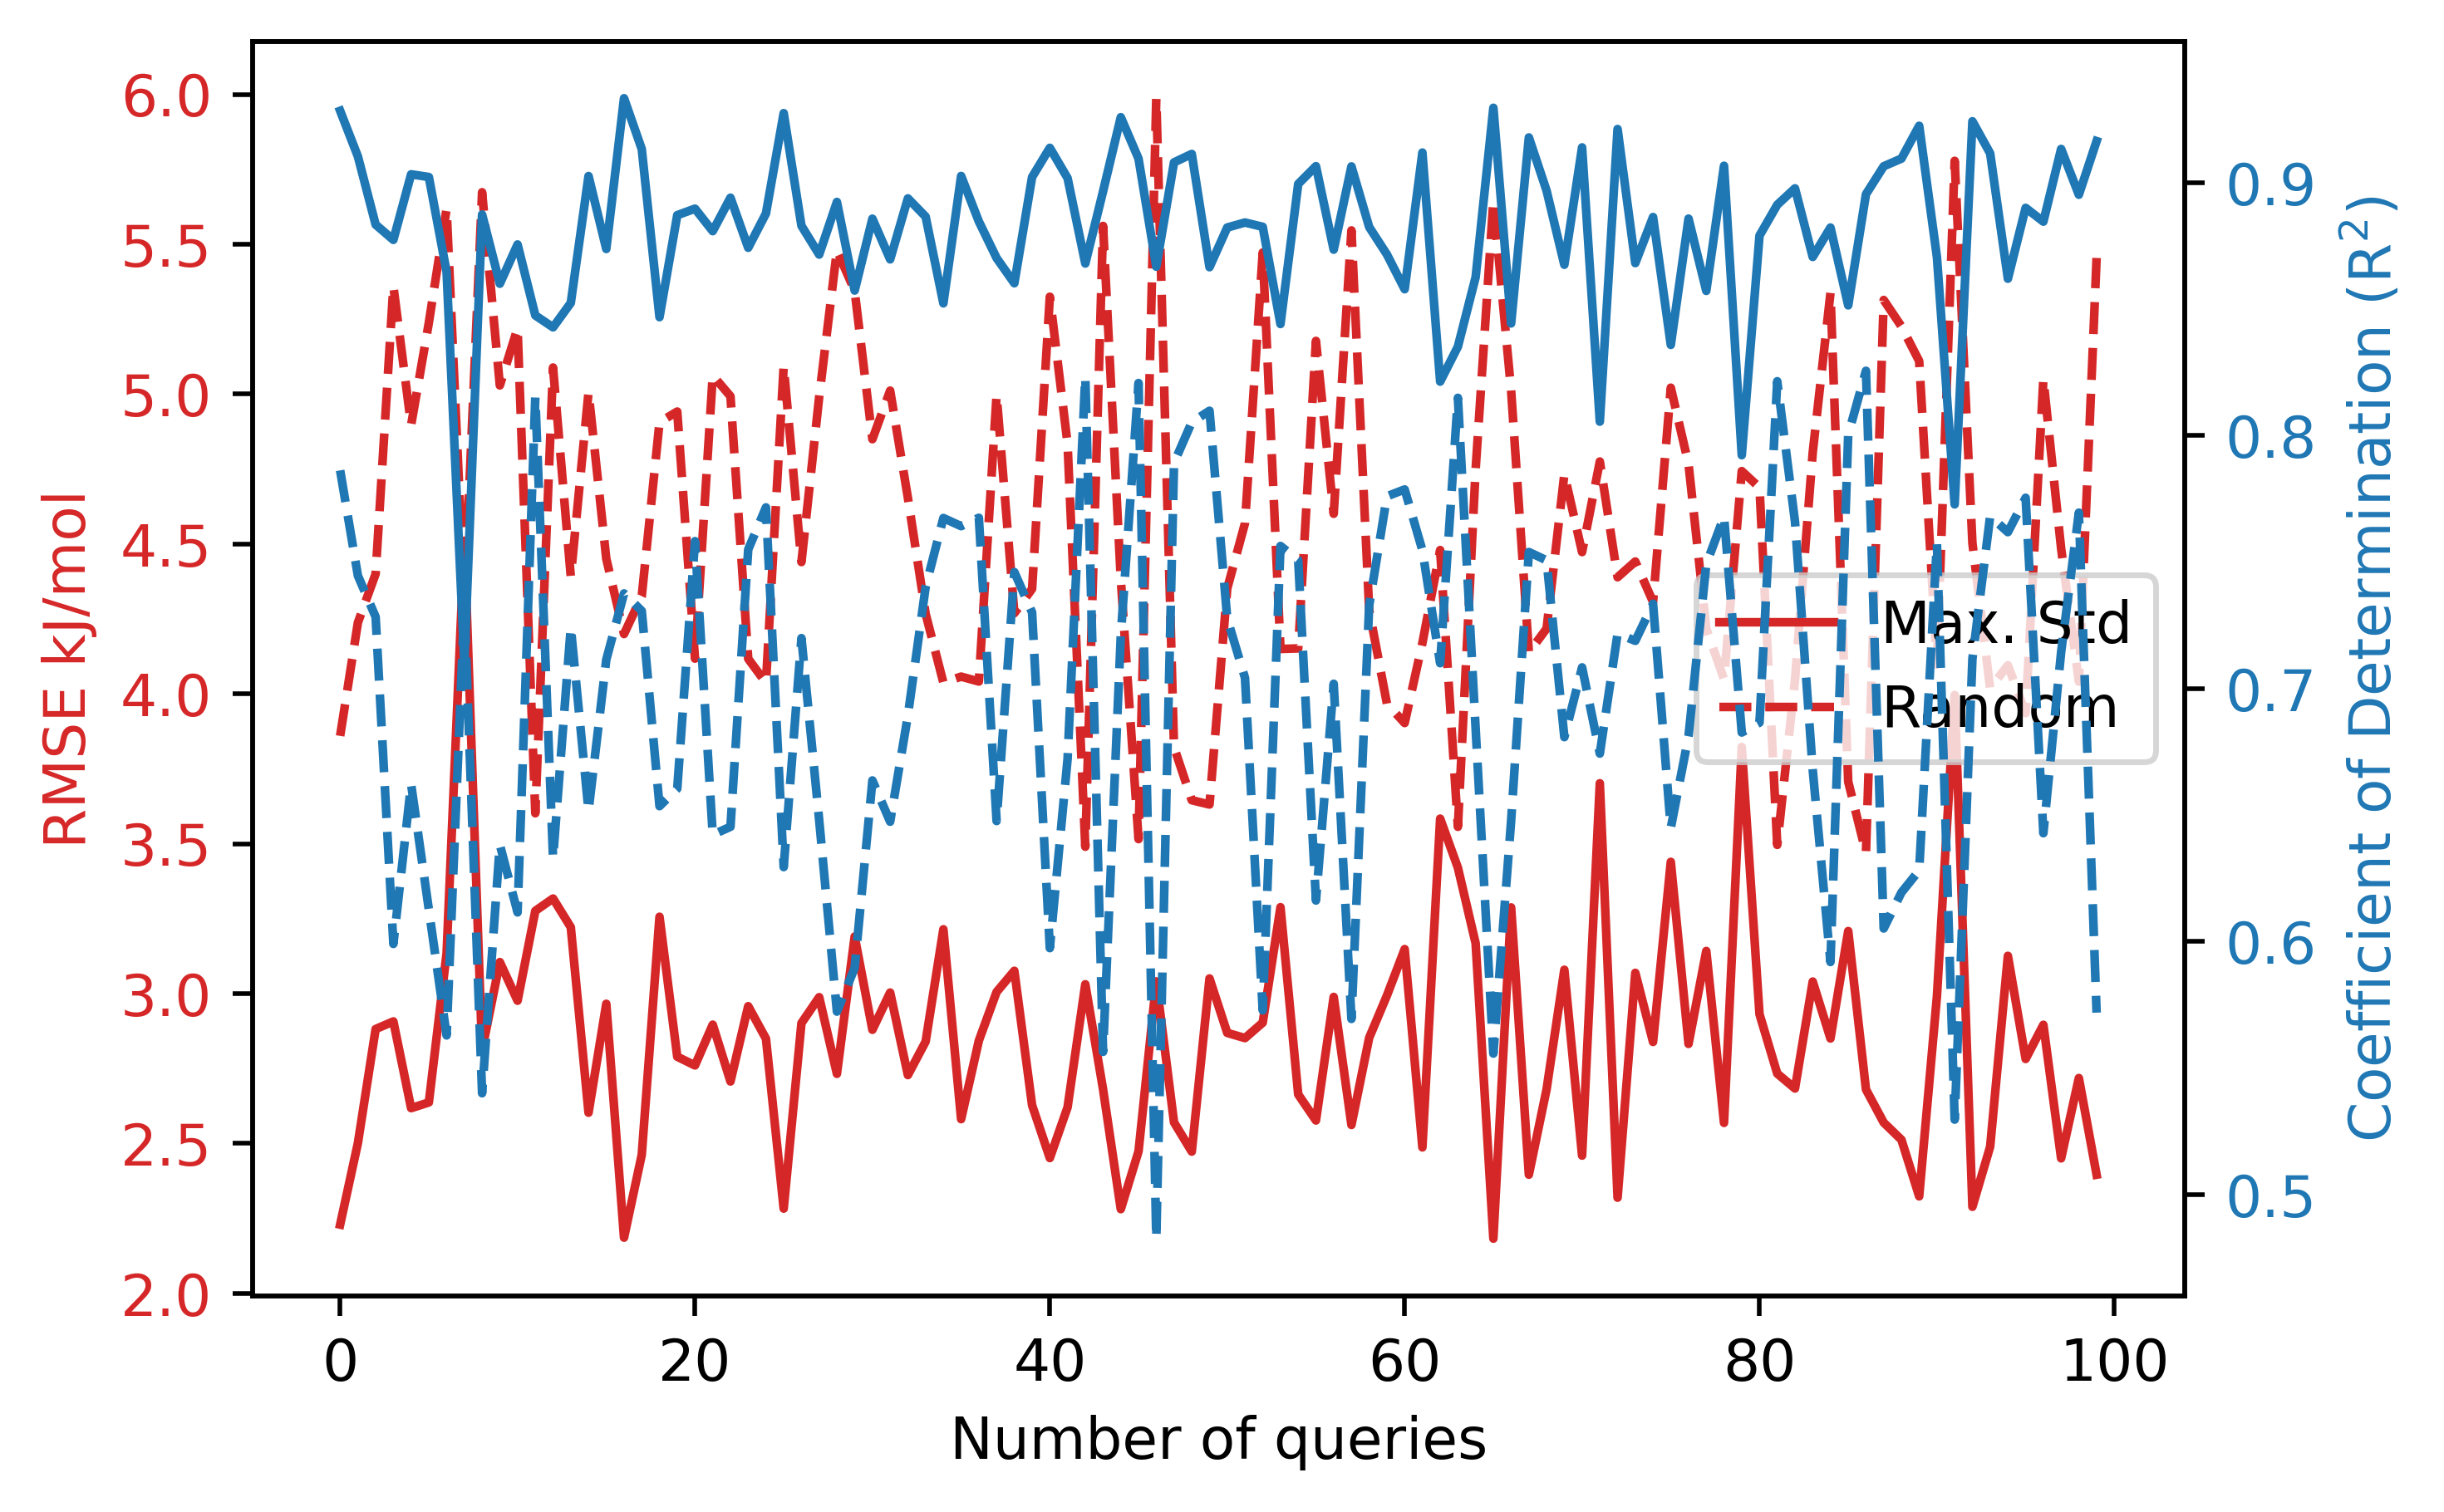 6.0
5.5
5.0
4.5
4.0
3.5
3.0
2.5
2.0
RMSE kJ/mol
0.9
0.8
0.7
0.6
0.5
Coefficient of Determination (R²)
Max. Std
Random
0 20 40 60 80 100
Number of queries